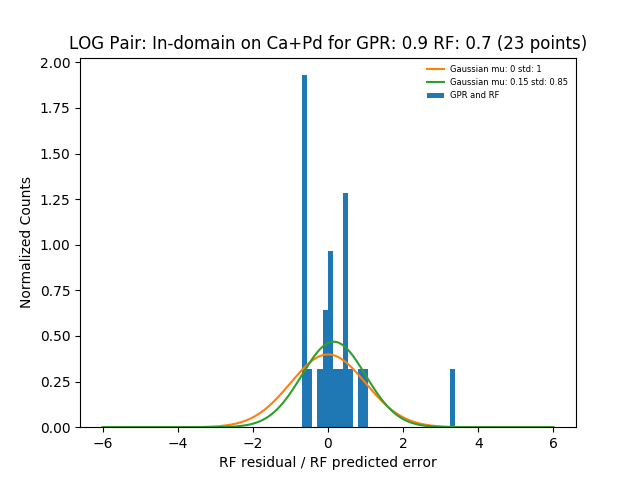 LOG Pair: In-domain on Ca+Pd for GPR: 0.9 RF: 0.7 (23 points)
Gaussian mu: 0 std: 1
Gaussian mu: 0.15 std: 0.85
GPR and RF
Normalized Counts
2.00
1.75
1.50
1.25
1.00
0.75
0.50
0.25
0.00
−6 −4 −2 0 2 4 6
RF residual / RF predicted error